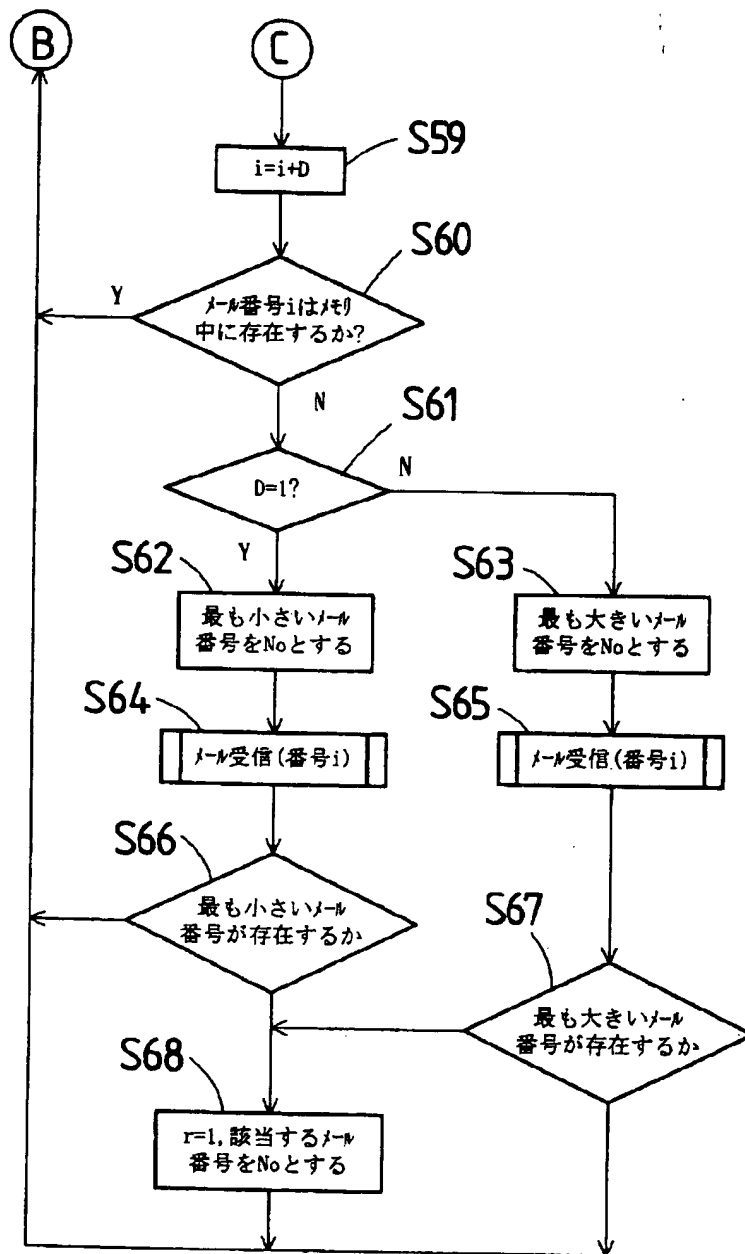 B
C
S59
i=i+D
S60
Y
メール番号iはメモリ
中に存在するか?
N
S61
D=1?
N
Y
S62
最も小さいメール
番号をNoとする
S63
最も大きいメール
番号をNoとする
S64
メール受信(番号i)
S65
メール受信(番号i)
S66
最も小さいメール
番号が存在するか
S67
最も大きいメール
番号が存在するか
S68
r=1,該当するメール
番号をNoとする